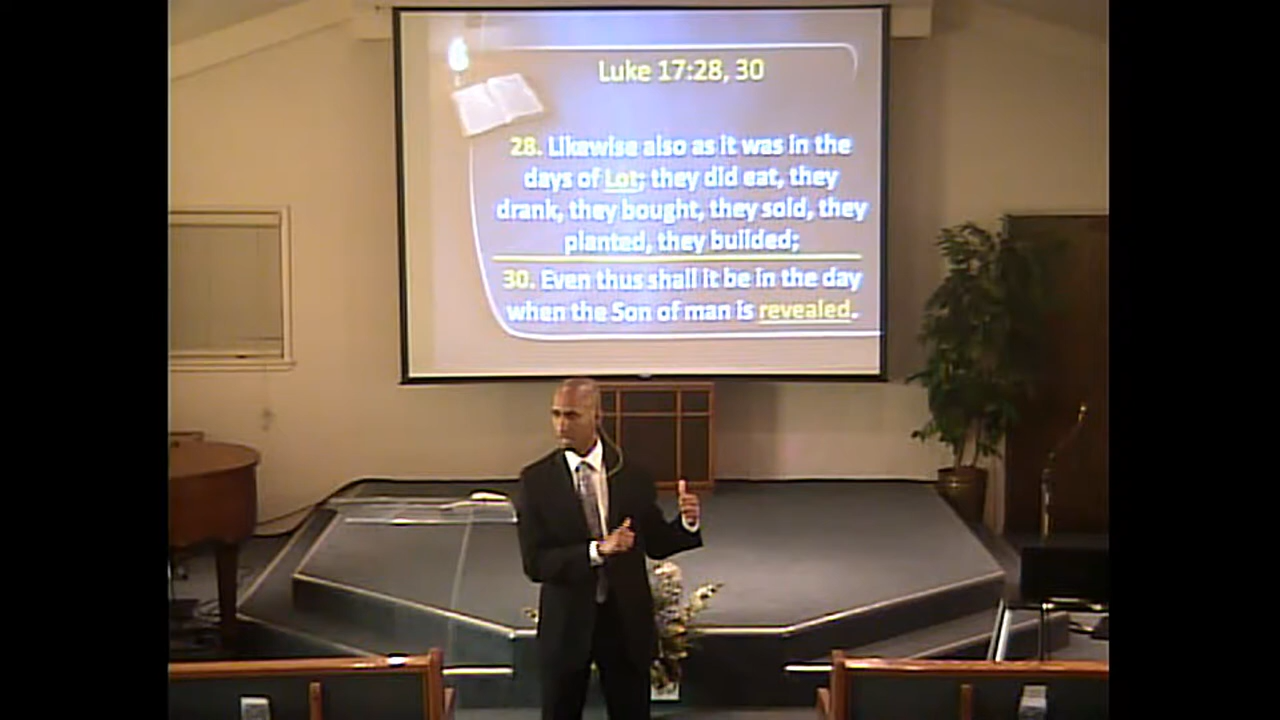 Luke 17:28, 30
28. Likewise also as it was in the
days of Lot; they did eat, they
drank, they bought, they sold, they
planted, they builded;
30. Even thus shall it be in the day
when the Son of man is revealed.